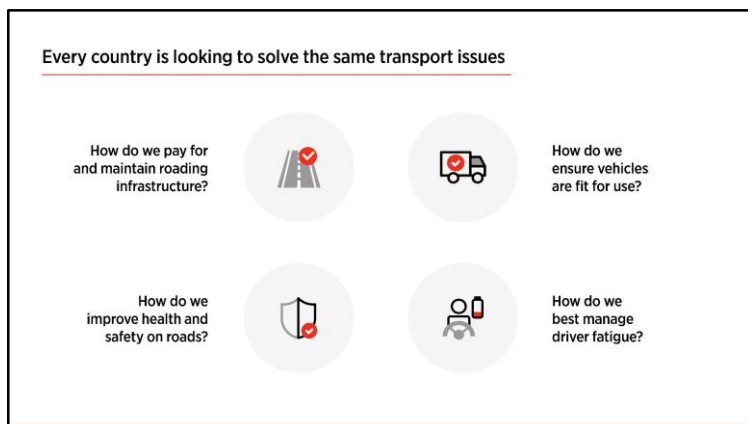 Every country is looking to solve the same transport issues
How do we pay for
and maintain roading
infrastructure?
How do we
ensure vehicles
are fit for use?
How do we
improve health and
safety on roads?
How do we
best manage
driver fatigue?